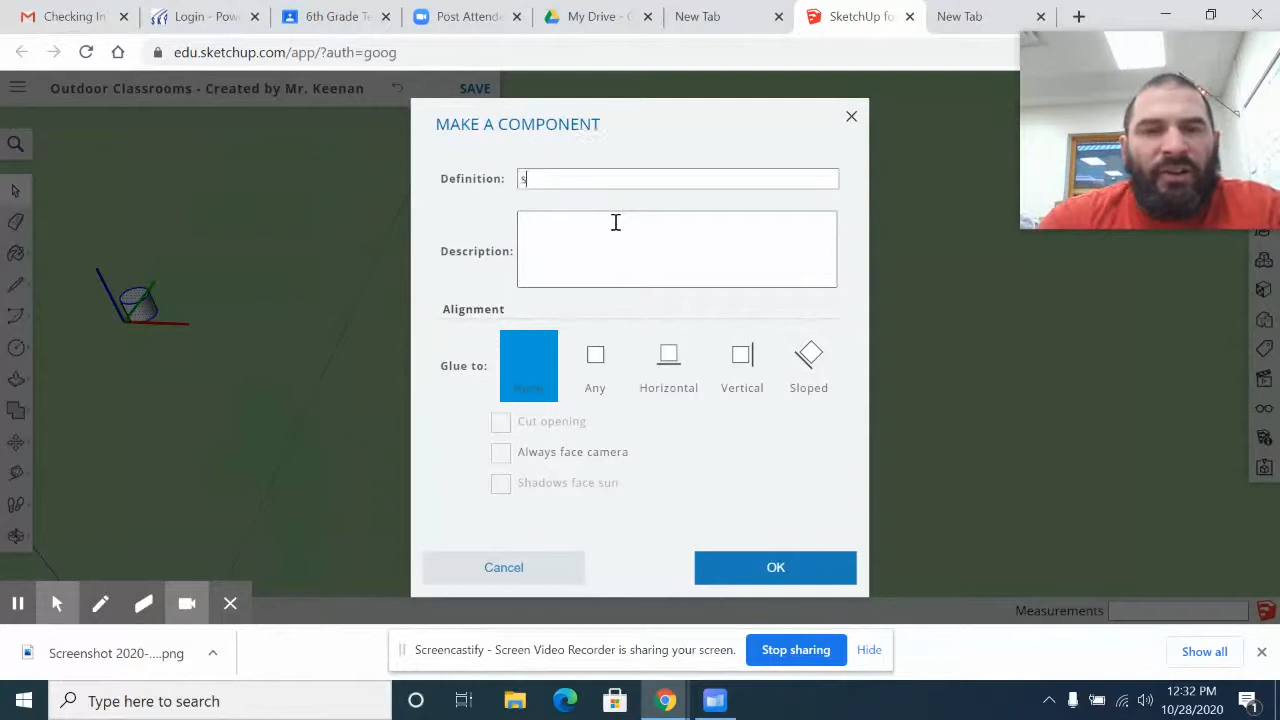 Checking In
Login - Power
6th Grade Te
Post Attende
My Drive - G
New Tab
SketchUp fo
New Tab
edu.sketchup.com/app/?auth=goog
Outdoor Classrooms - Created by Mr. Keenan
SAVE
MAKE A COMPONENT
Definition: s
Description:
Alignment
Glue to:
None
Any
Horizontal
Vertical
Sloped
Cut opening
Always face camera
Shadows face sun
Cancel
OK
Measurements
Screenshot 2020-....png
Screencastify - Screen Video Recorder is sharing your screen.
Stop sharing
Hide
Show all
Type here to search
12:32 PM
10/28/2020
1